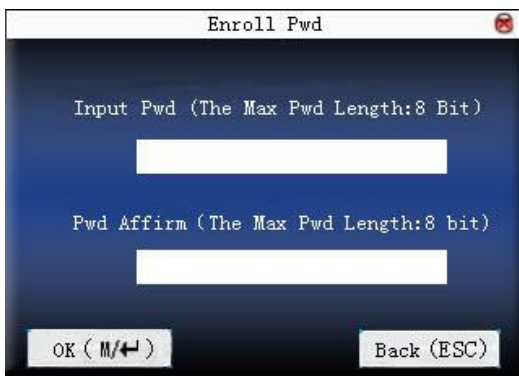 Enroll Pwd
Input Pwd (The Max Pwd Length:8 Bit)
Pwd Affirm (The Max Pwd Length:8 bit)
OK (M/↵)
Back (ESC)